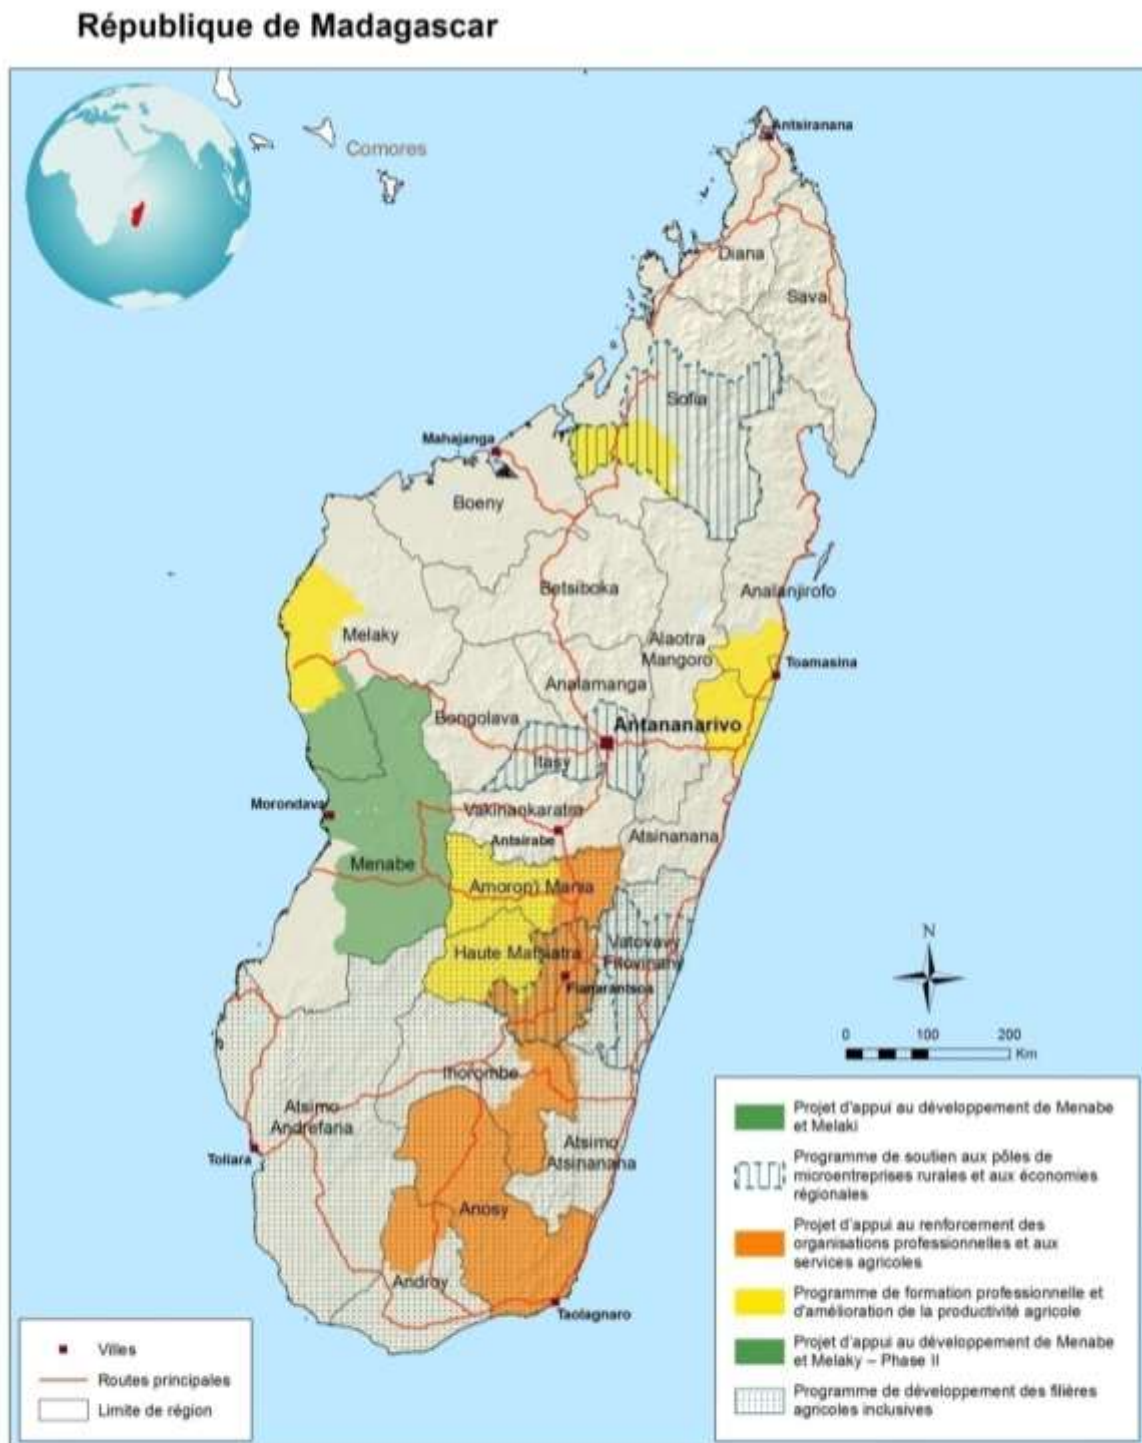 République de Madagascar
Comores
Antsiranana
Diana
Sava
Sofia
Mahajanga
Boeny
Betsiboka
Analanjirofo
Melaky
Alaotra
Mangoro
Toamasina
Analamanga
Bongolava
Antananarivo
Itasy
Morondava
Vakinankaratra
Antsirabe
Atsinanana
Menabe
Amoron'i Mania
Haute Matsiatra
Vatovavy
Fitovinany
Fianarantsoa
N
0 100 200
Km
Ihorombe
Atsimo
Andrefana
Atsimo
Atsinanana
Toliara
Anosy
Androy
Taolagnaro
Villes
Routes principales
Limite de région
Projet d'appui au développement de Menabe
et Melaki
Programme de soutien aux pôles de
microentreprises rurales et aux économies
régionales
Projet d'appui au renforcement des
organisations professionnelles et aux
services agricoles
Programme de formation professionnelle et
d'amélioration de la productivité agricole
Projet d'appui au développement de Menabe
et Melaky – Phase II
Programme de développement des filières
agricoles inclusives